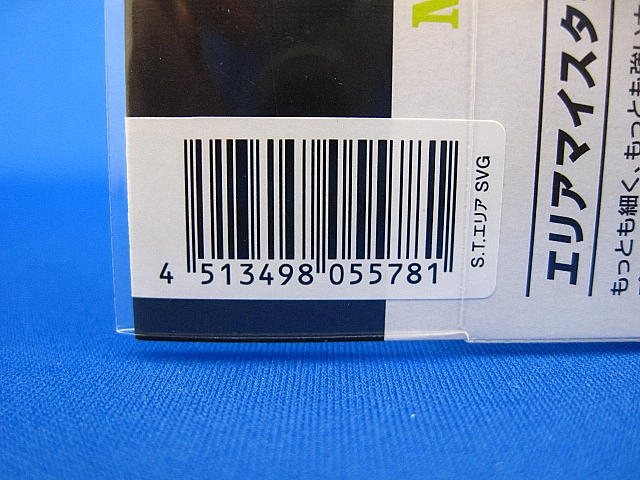 4 513498 055781
S.T.エリア SVG
エリアマイスタ
もっとも細く、もっとも強い